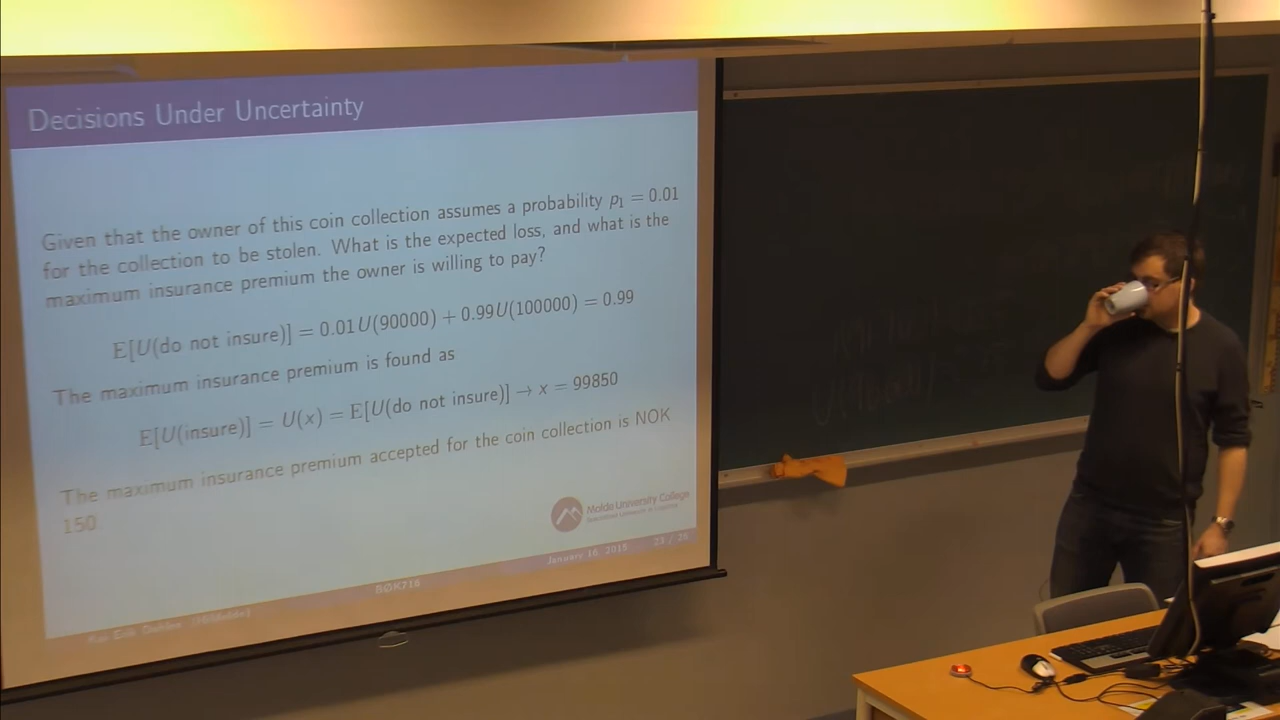 Decisions Under Uncertainty
Given that the owner of this coin collection assumes a probability p₁ = 0.01
for the collection to be stolen. What is the expected loss, and what is the
maximum insurance premium the owner is willing to pay?
E[U(do not insure)] = 0.01U(90000) + 0.99U(100000) = 0.99
The maximum insurance premium is found as
E[U(insure)] = U(x) = E[U(do not insure)] → x = 99850
The maximum insurance premium accepted for the coin collection is NOK
150.
Molde University College
Specialized University in Logistics
BØK716
January 16, 2015